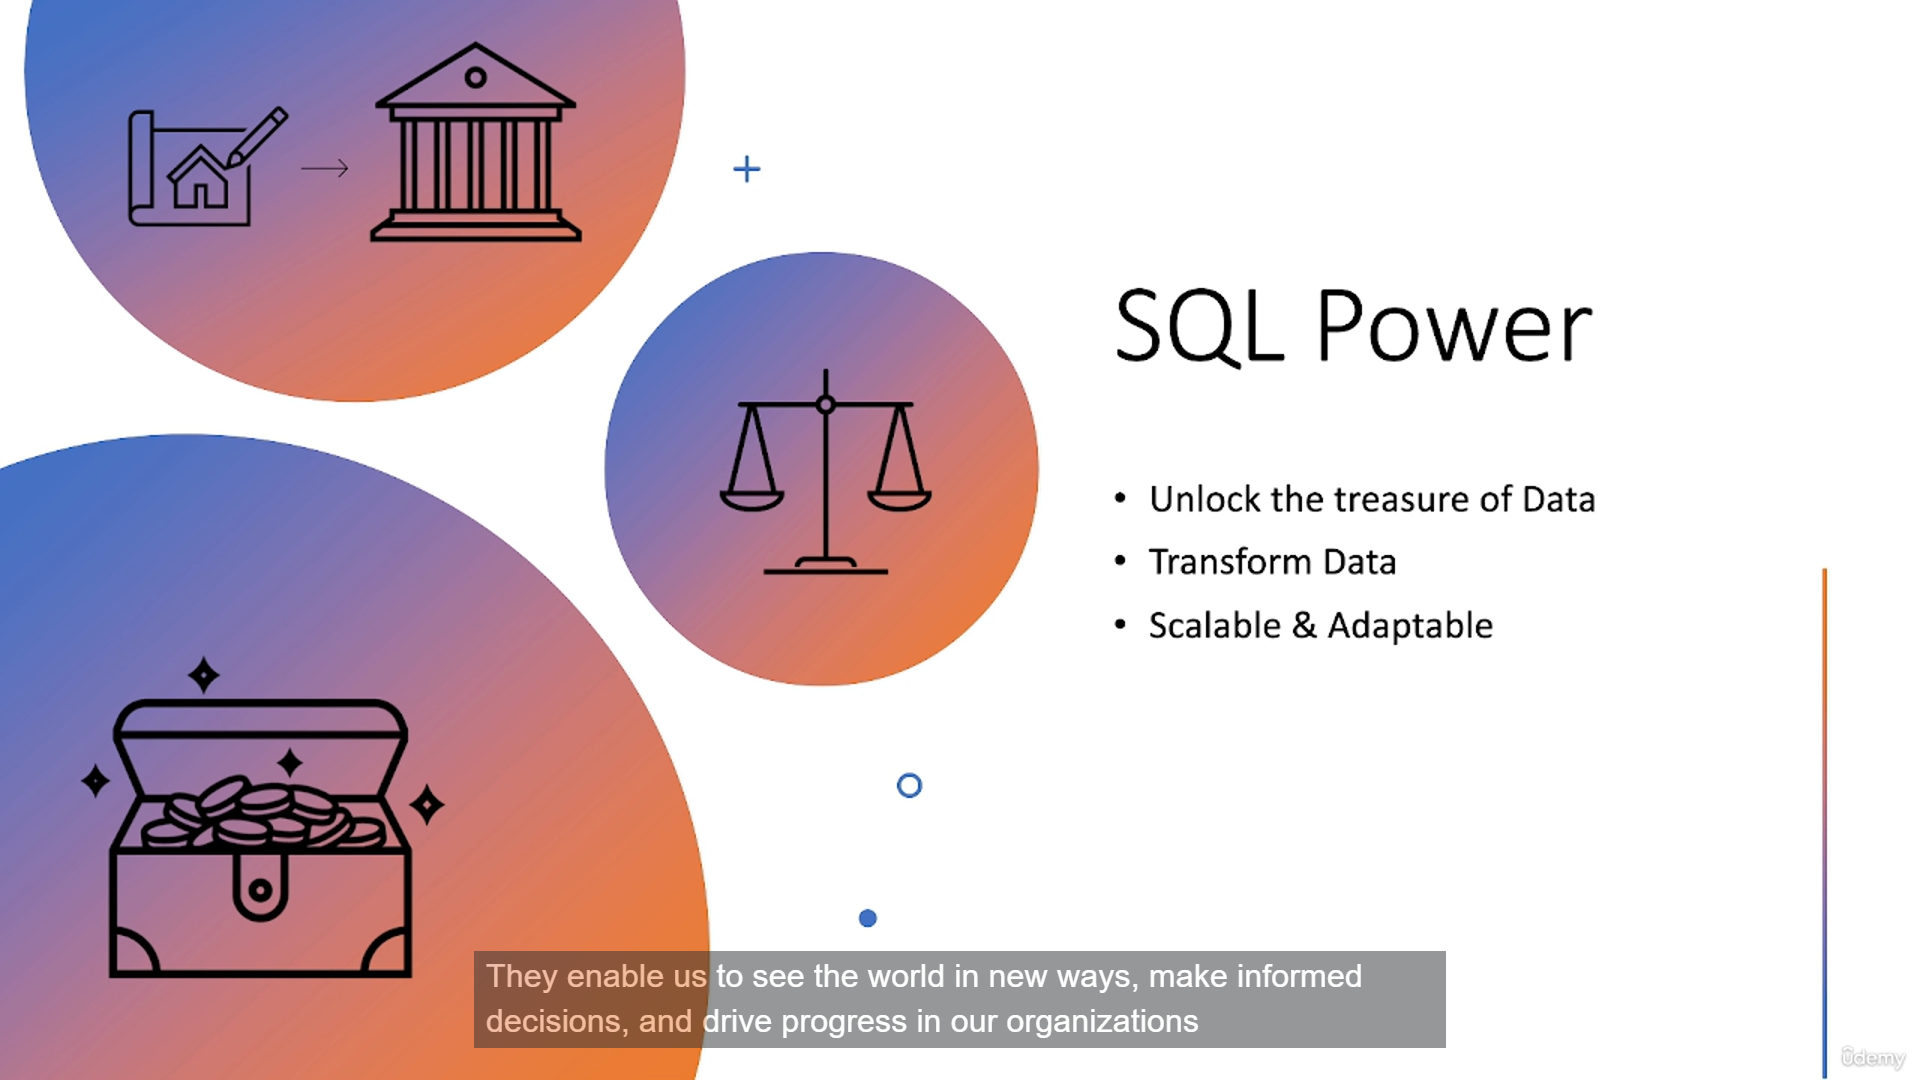 SQL Power
• Unlock the treasure of Data
• Transform Data
• Scalable & Adaptable
They enable us to see the world in new ways, make informed
decisions, and drive progress in our organizations
ûdemy